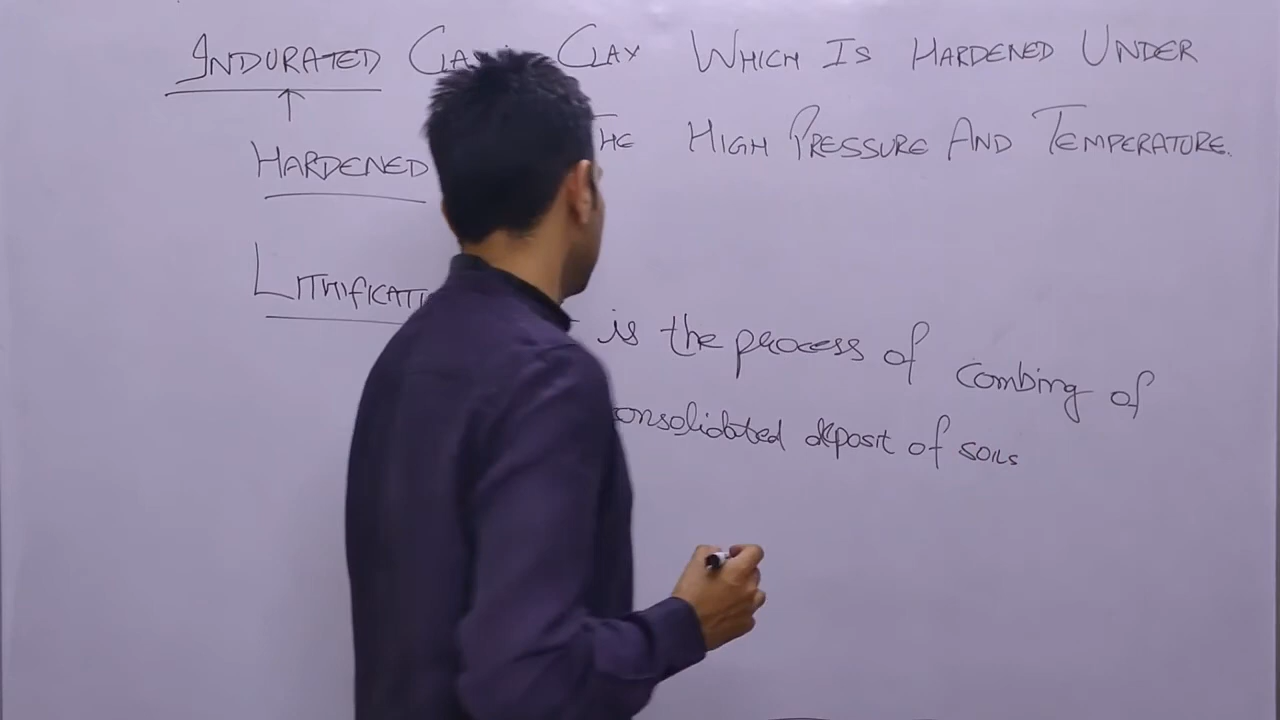 INDURATED CLAY: CLAY WHICH IS HARDENED UNDER
THE HIGH PRESSURE AND TEMPERATURE.
HARDENED
is the process of combing of
onsolidated deposit of soils